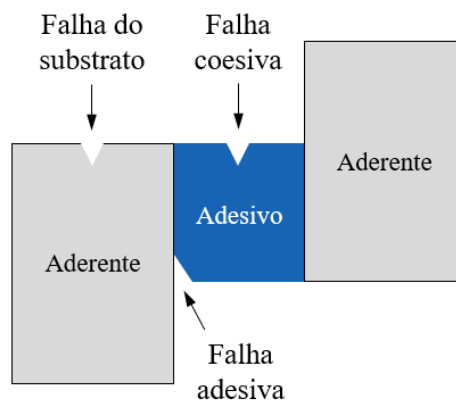 Falha do
substrato
Falha
coesiva
Aderente
Adesivo
Aderente
Falha
adesiva